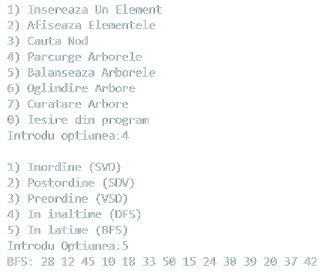 1) Insereaza Un Element
2) Afiseaza Elementele
3) Cauta Nod
4) Parcurge Arborele
5) Balanseaza Arborele
6) Oglindire Arbore
7) Curatare Arbore
0) Iesire din program
Introdu optiunea:4
1) Inordine (SVD)
2) Postordine (SDV)
3) Preordine (VSD)
4) In inaltime (DFS)
5) In latime (BFS)
Introdu Optiunea:5
BFS: 28 12 45 10 18 33 50 15 24 30 39 20 37 42